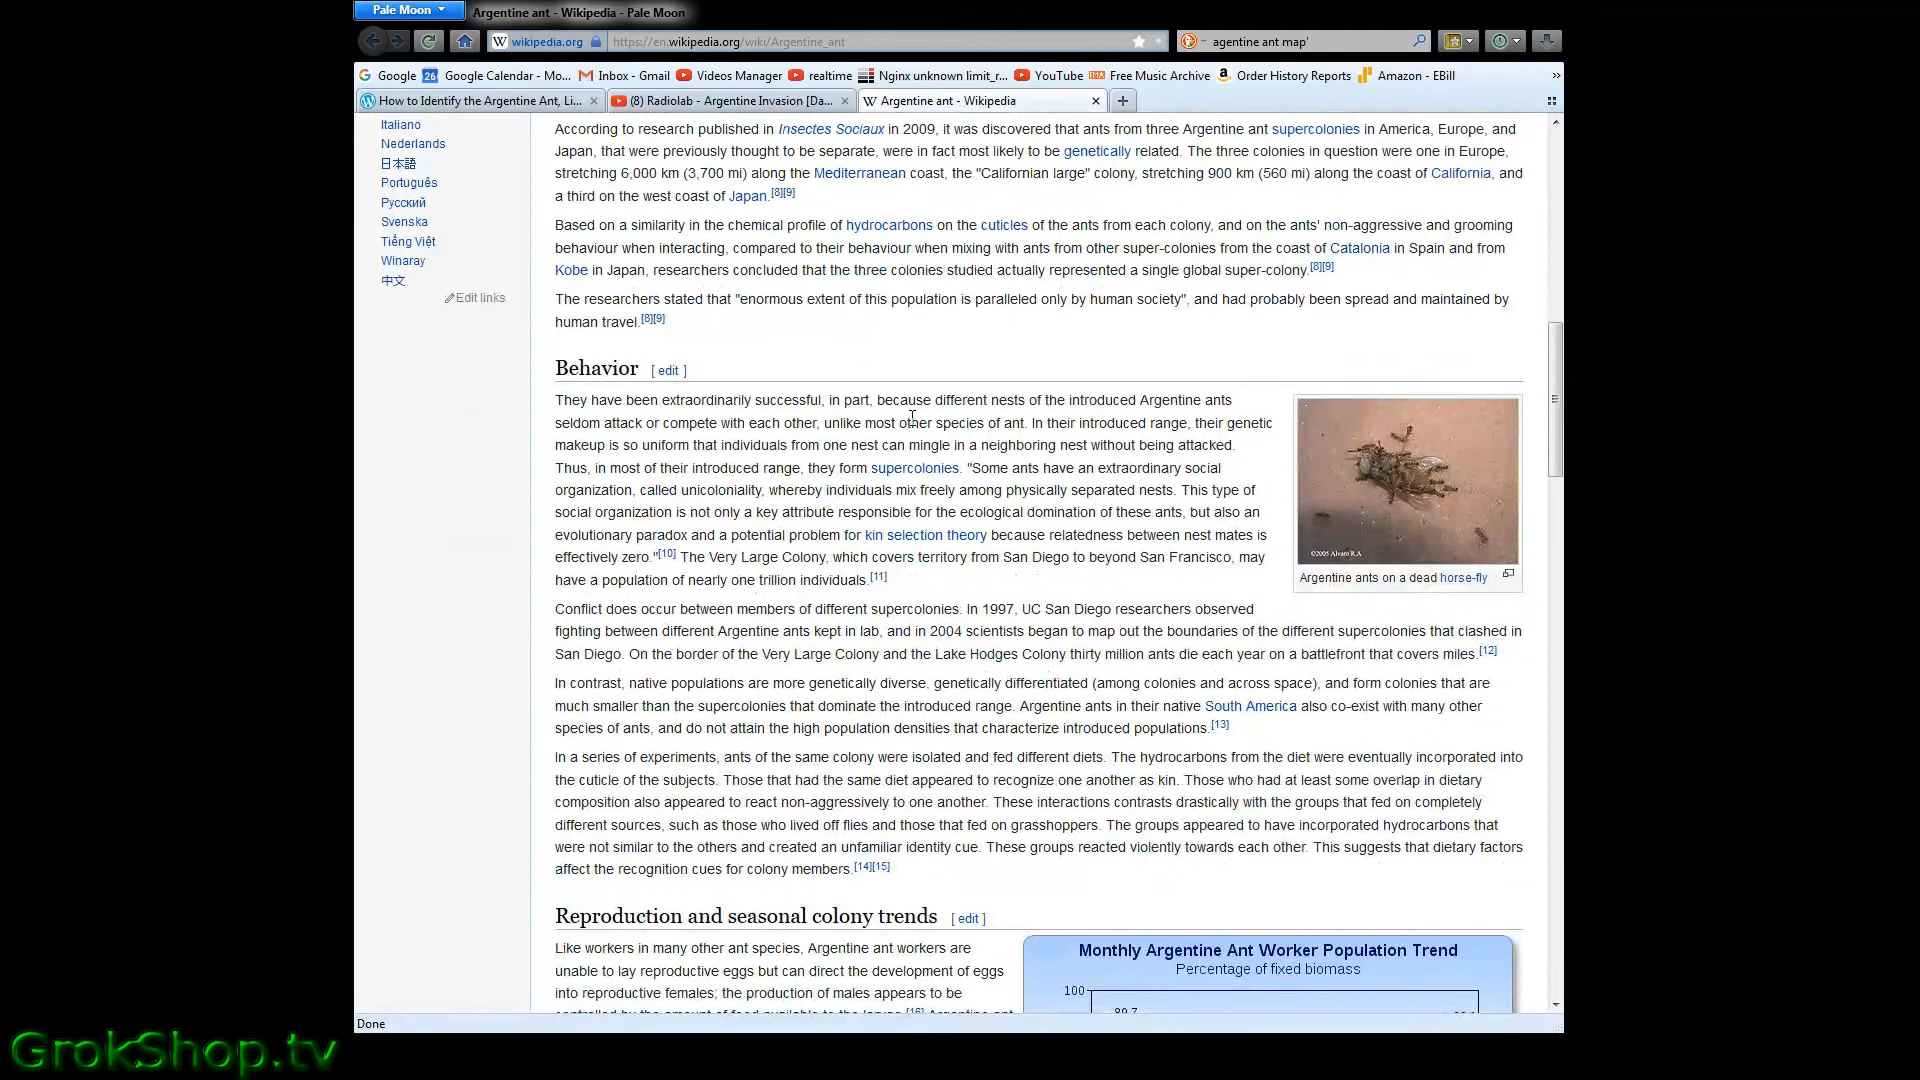 Pale Moon
Argentine ant - Wikipedia - Pale Moon
wikipedia.org
https://en.wikipedia.org/wiki/Argentine_ant
agentine ant map'
Google
26
Google Calendar - Mo...
Inbox - Gmail
Videos Manager
realtime
Nginx unknown limit_r...
YouTube
Free Music Archive
Order History Reports
Amazon - EBill
How to Identify the Argentine Ant, Li...
(8) Radiolab - Argentine Invasion [Da...
Argentine ant - Wikipedia
Italiano
Nederlands
日本語
Português
Русский
Svenska
Tiếng Việt
Winaray
中文
Edit links
According to research published in Insectes Sociaux in 2009, it was discovered that ants from three Argentine ant supercolonies in America, Europe, and
Japan, that were previously thought to be separate, were in fact most likely to be genetically related. The three colonies in question were one in Europe,
stretching 6,000 km (3,700 mi) along the Mediterranean coast, the "Californian large" colony, stretching 900 km (560 mi) along the coast of California, and
a third on the west coast of Japan.[8][9]
Based on a similarity in the chemical profile of hydrocarbons on the cuticles of the ants from each colony, and on the ants' non-aggressive and grooming
behaviour when interacting, compared to their behaviour when mixing with ants from other super-colonies from the coast of Catalonia in Spain and from
Kobe in Japan, researchers concluded that the three colonies studied actually represented a single global super-colony.[8][9]
The researchers stated that "enormous extent of this population is paralleled only by human society", and had probably been spread and maintained by
human travel.[8][9]
Behavior [ edit ]
They have been extraordinarily successful, in part, because different nests of the introduced Argentine ants
seldom attack or compete with each other, unlike most other species of ant. In their introduced range, their genetic
makeup is so uniform that individuals from one nest can mingle in a neighboring nest without being attacked.
Thus, in most of their introduced range, they form supercolonies. "Some ants have an extraordinary social
organization, called unicoloniality, whereby individuals mix freely among physically separated nests. This type of
social organization is not only a key attribute responsible for the ecological domination of these ants, but also an
evolutionary paradox and a potential problem for kin selection theory because relatedness between nest mates is
effectively zero."[10] The Very Large Colony, which covers territory from San Diego to beyond San Francisco, may
have a population of nearly one trillion individuals.[11]
©2005 Alvaro R.A
Argentine ants on a dead horse-fly
Conflict does occur between members of different supercolonies. In 1997, UC San Diego researchers observed
fighting between different Argentine ants kept in lab, and in 2004 scientists began to map out the boundaries of the different supercolonies that clashed in
San Diego. On the border of the Very Large Colony and the Lake Hodges Colony thirty million ants die each year on a battlefront that covers miles.[12]
In contrast, native populations are more genetically diverse, genetically differentiated (among colonies and across space), and form colonies that are
much smaller than the supercolonies that dominate the introduced range. Argentine ants in their native South America also co-exist with many other
species of ants, and do not attain the high population densities that characterize introduced populations.[13]
In a series of experiments, ants of the same colony were isolated and fed different diets. The hydrocarbons from the diet were eventually incorporated into
the cuticle of the subjects. Those that had the same diet appeared to recognize one another as kin. Those who had at least some overlap in dietary
composition also appeared to react non-aggressively to one another. These interactions contrasts drastically with the groups that fed on completely
different sources, such as those who lived off flies and those that fed on grasshoppers. The groups appeared to have incorporated hydrocarbons that
were not similar to the others and created an unfamiliar identity cue. These groups reacted violently towards each other. This suggests that dietary factors
affect the recognition cues for colony members.[14][15]
Reproduction and seasonal colony trends [ edit ]
Like workers in many other ant species, Argentine ant workers are
unable to lay reproductive eggs but can direct the development of eggs
into reproductive females; the production of males appears to be
Monthly Argentine Ant Worker Population Trend
Percentage of fixed biomass
100
Done
GrokShop.tv